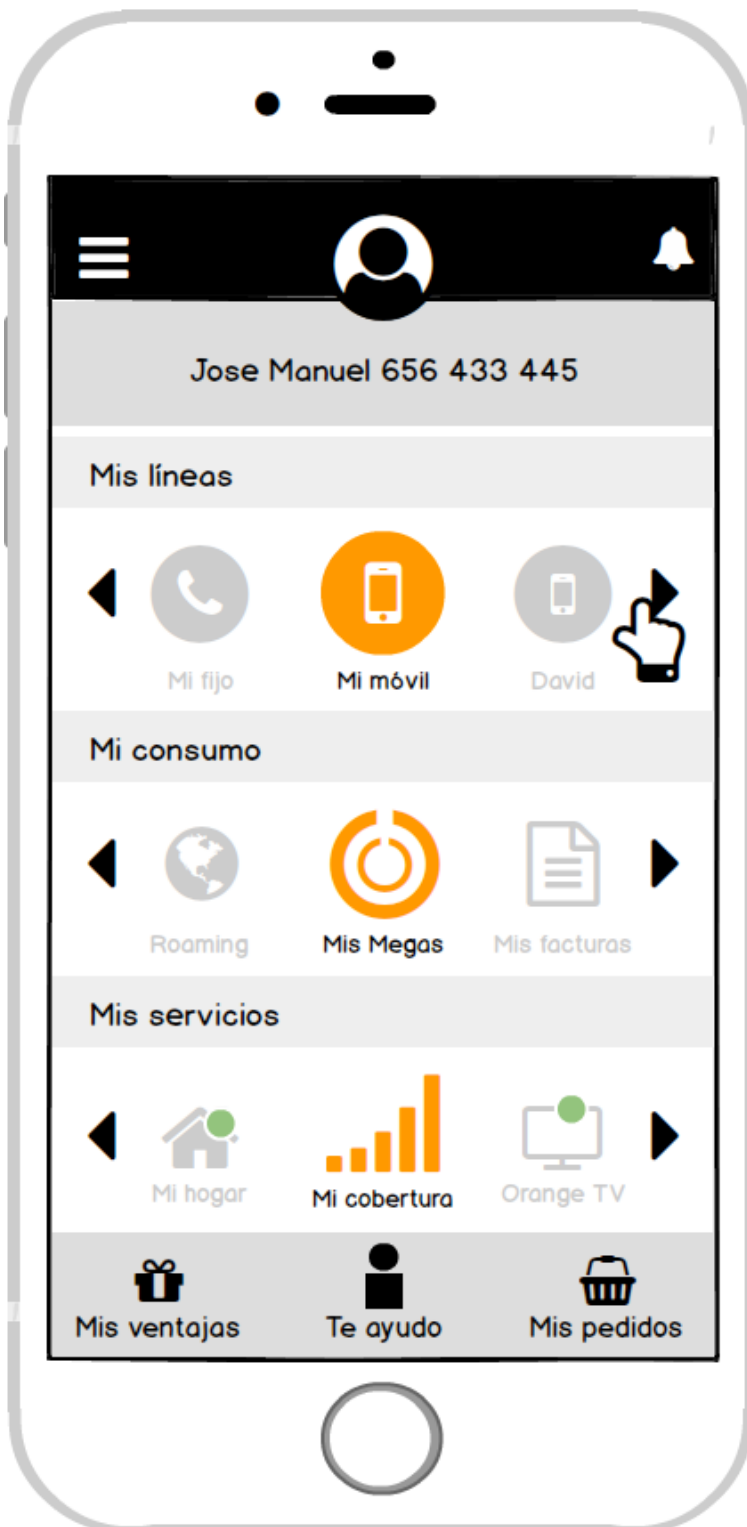 Jose Manuel 656 433 445
Mis líneas
Mi fijo
Mi móvil
David
Mi consumo
Roaming
Mis Megas
Mis facturas
Mis servicios
Mi hogar
Mi cobertura
Orange TV
Mis ventajas
Te ayudo
Mis pedidos